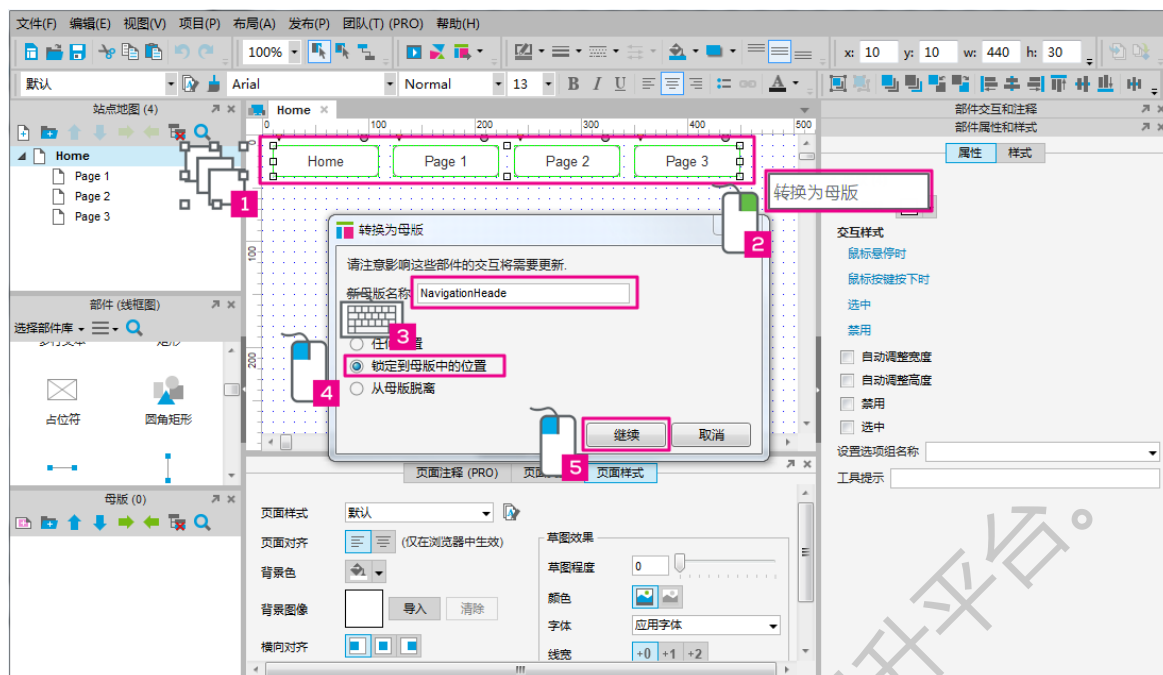 文件(F) 编辑(E) 视图(V) 项目(P) 布局(A) 发布(P) 团队(T) (PRO) 帮助(H)
100% x: 10 y: 10 w: 440 h: 30
默认 Arial Normal 13 B I U A
站点地图 (4)
Home
Page 1
Page 2
Page 3
1
部件 (线框图)
选择部件库
占位符 圆角矩形
母版 (0)
Home
0 100 200 300 400 500
Home Page 1 Page 2 Page 3
100
200
转换为母版
2
转换为母版
请注意影响这些部件的交互将需要更新.
新母版名称 NavigationHeade
3
锁定到母版中的位置
4
从母版脱离
继续 取消
5
页面注释 (PRO) 页面样式
页面样式 默认
页面对齐 (仅在浏览器中生效)
背景色
背景图像 导入 清除
横向对齐
草图效果
草图程度 0
颜色
字体 应用字体
线宽 +0 +1 +2
部件交互和注释
部件属性和样式
属性 样式
交互样式
鼠标悬停时
鼠标按键按下时
选中
禁用
自动调整宽度
自动调整高度
禁用
选中
设置选项组名称
工具提示
升平台。